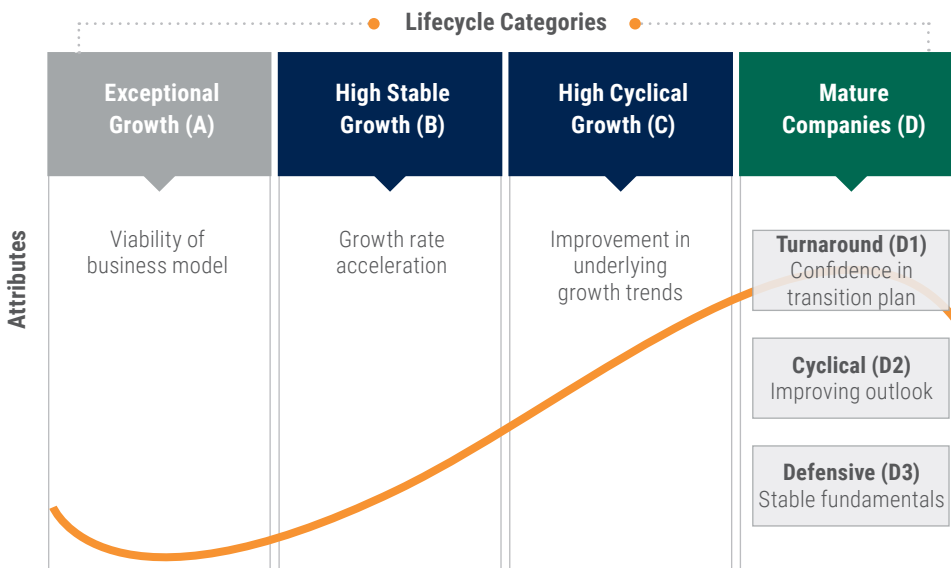 Lifecycle Categories
Exceptional
Growth (A)
High Stable
Growth (B)
High Cyclical
Growth (C)
Mature
Companies (D)
Attributes
Viability of
business model
Growth rate
acceleration
Improvement in
underlying
growth trends
Turnaround (D1)
Confidence in
transition plan
Cyclical (D2)
Improving outlook
Defensive (D3)
Stable fundamentals